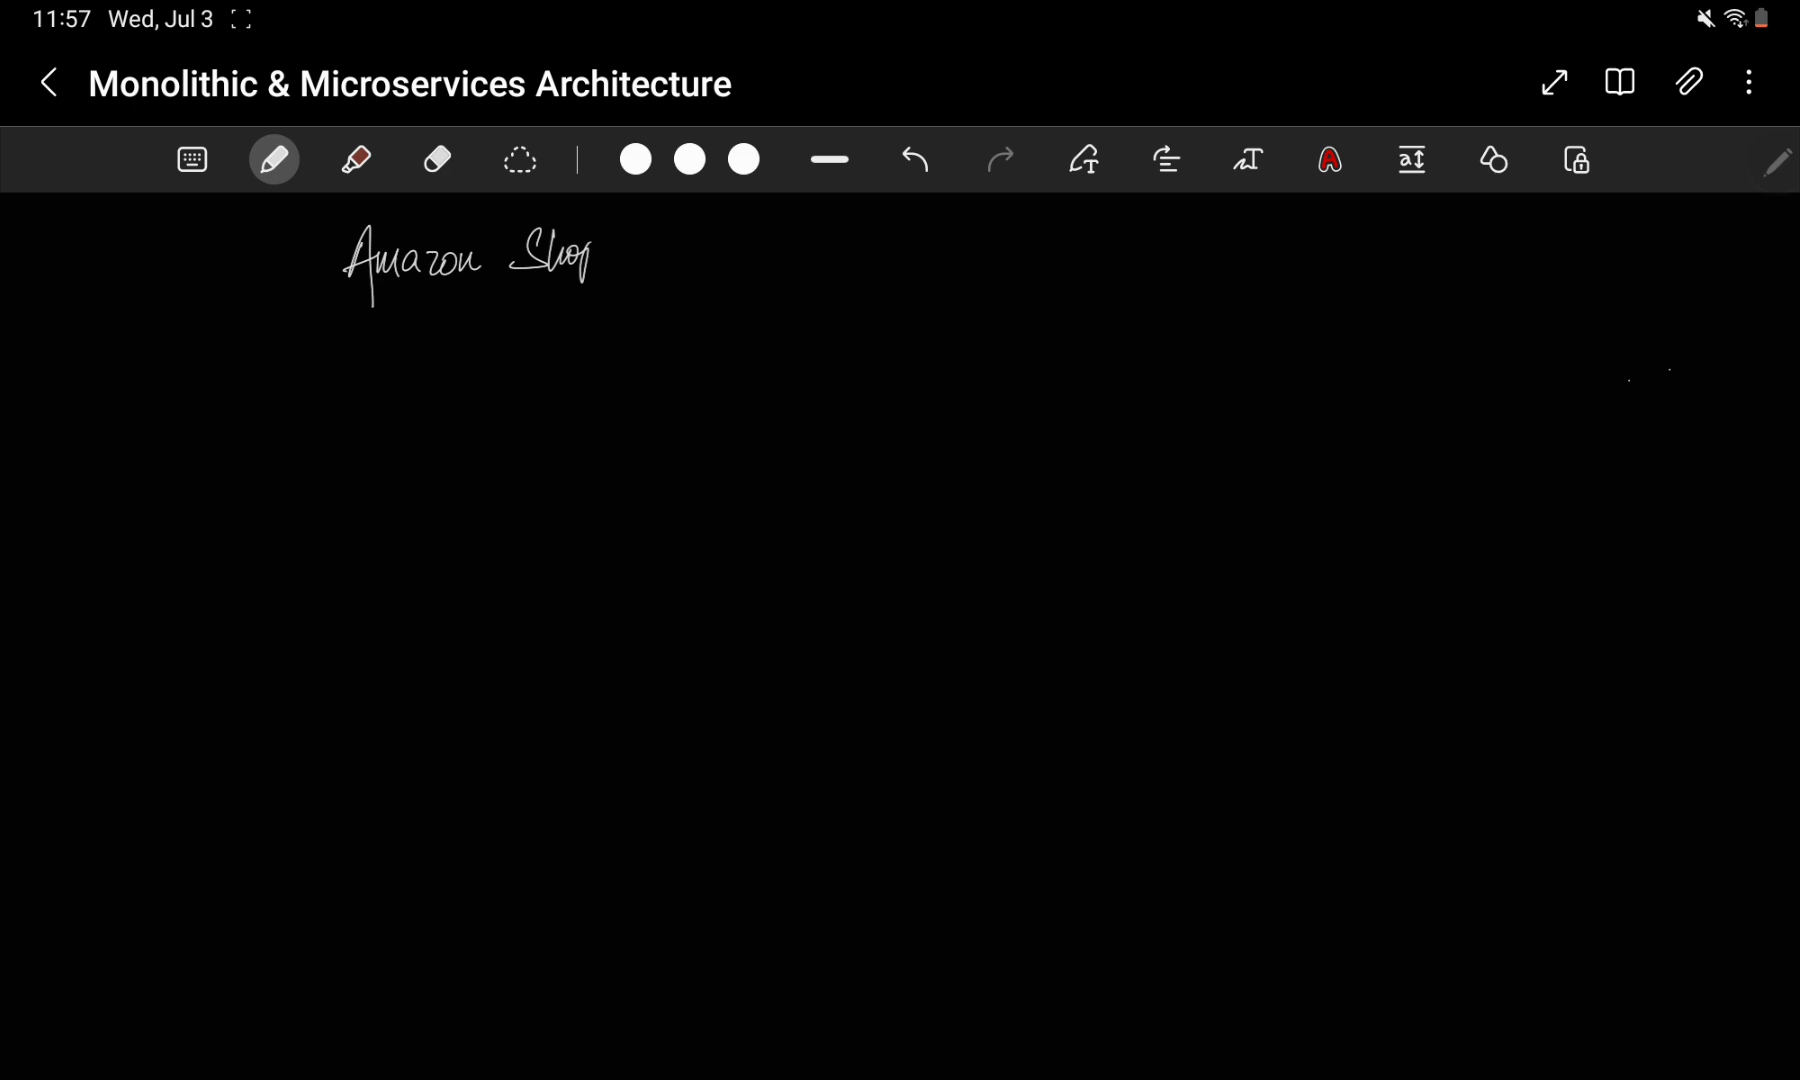 11:57 Wed, Jul 3
Monolithic & Microservices Architecture
Amazon Shop